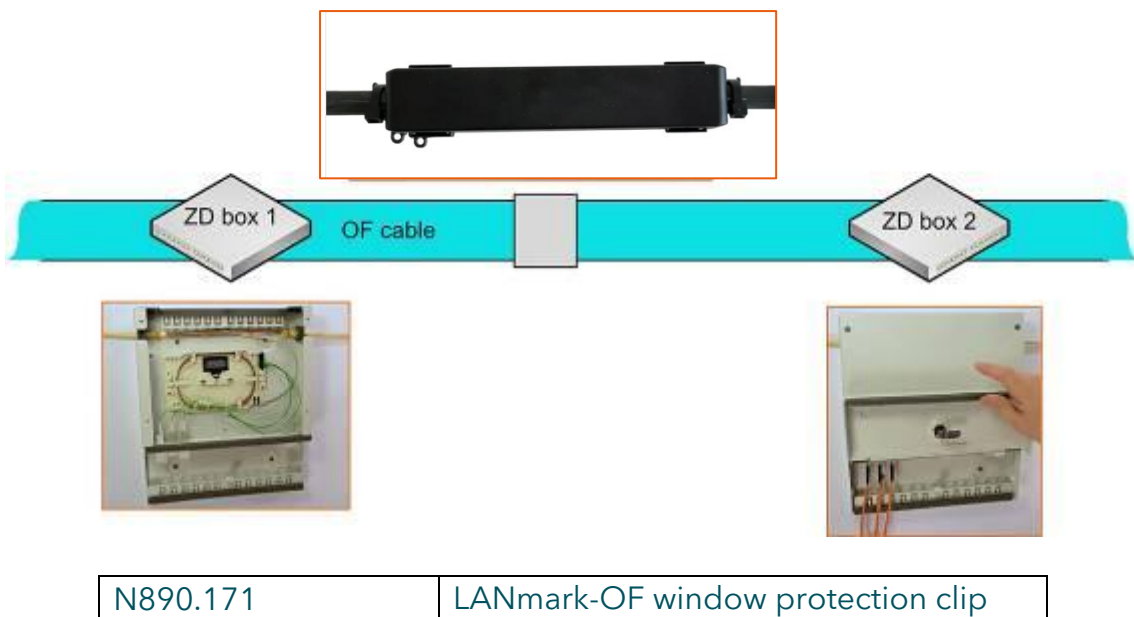 ZD box 1
OF cable
ZD box 2
N890.171 LANmark-OF window protection clip